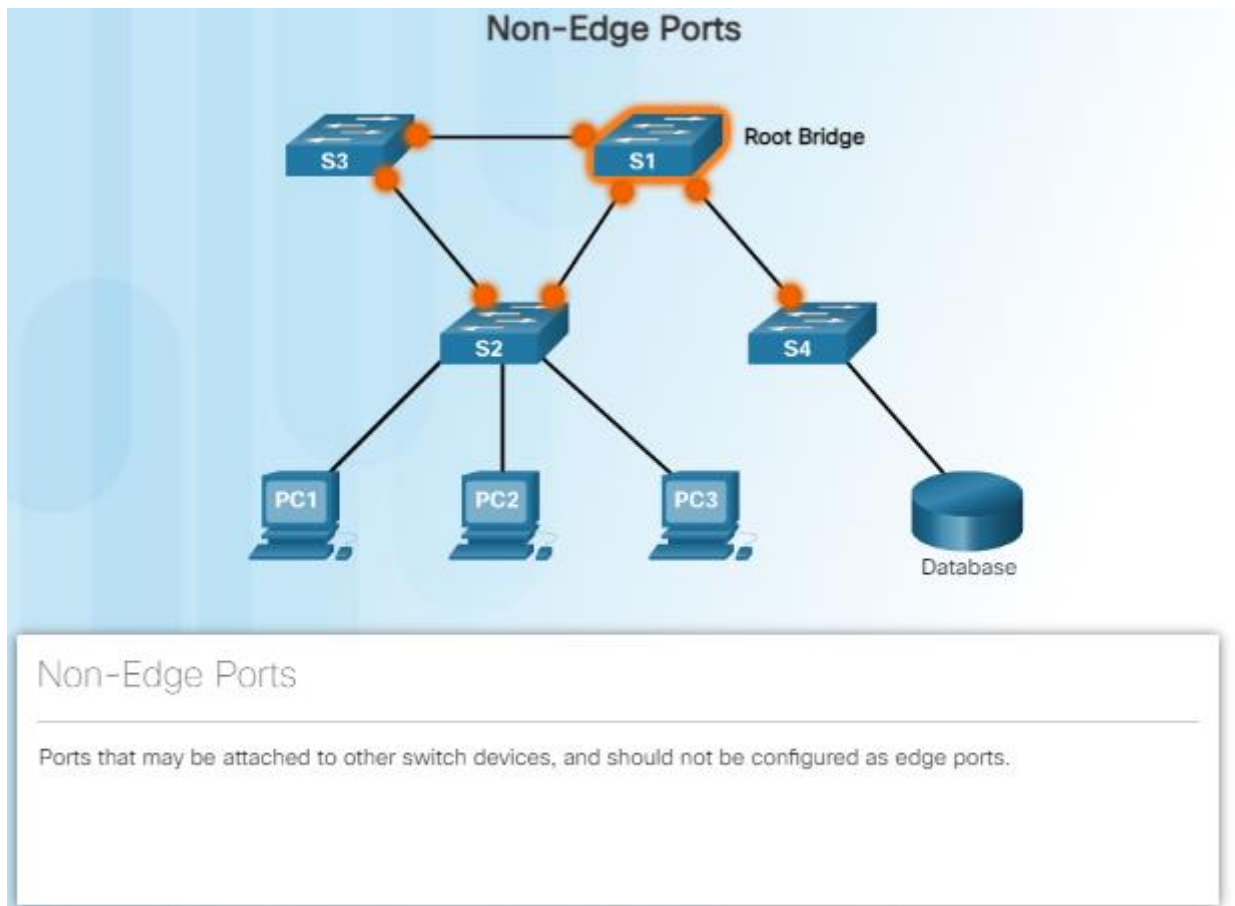 Non-Edge Ports
S3
S1
Root Bridge
S2
S4
PC1
PC2
PC3
Database
Non-Edge Ports
Ports that may be attached to other switch devices, and should not be configured as edge ports.